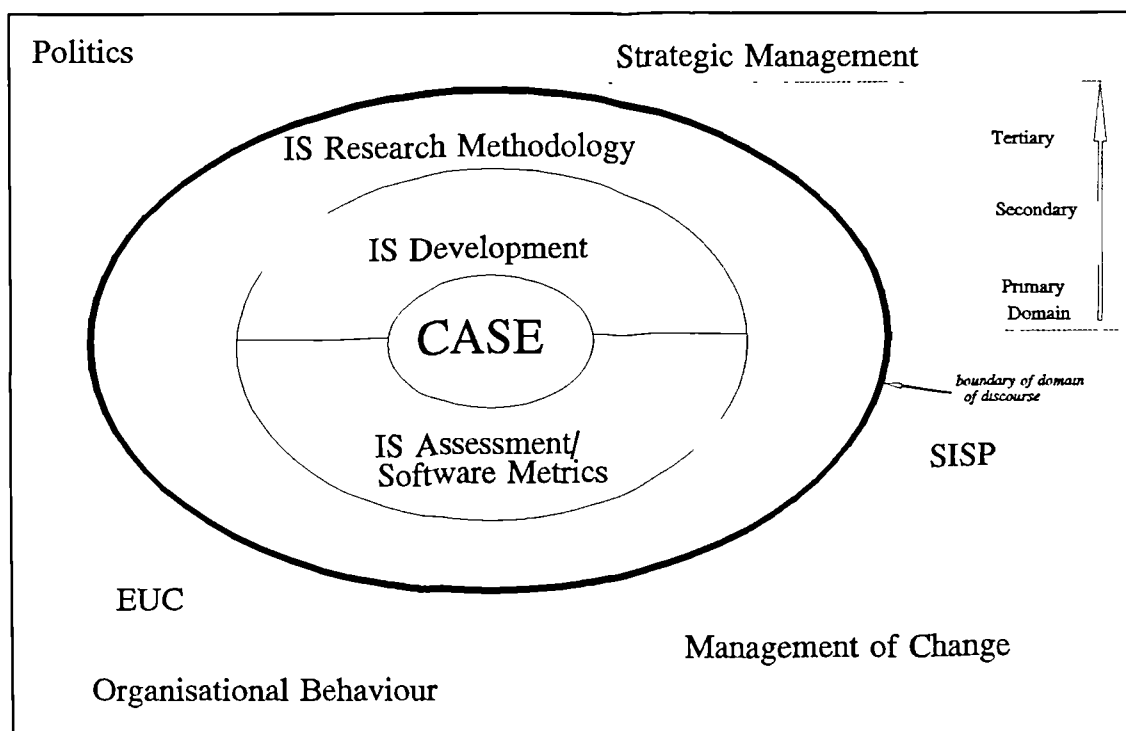 Politics
Strategic Management
Tertiary
IS Research Methodology
Secondary
IS Development
Primary
Domain
CASE
boundary of domain
of discourse
IS Assessment/
Software Metrics
SISP
EUC
Management of Change
Organisational Behaviour